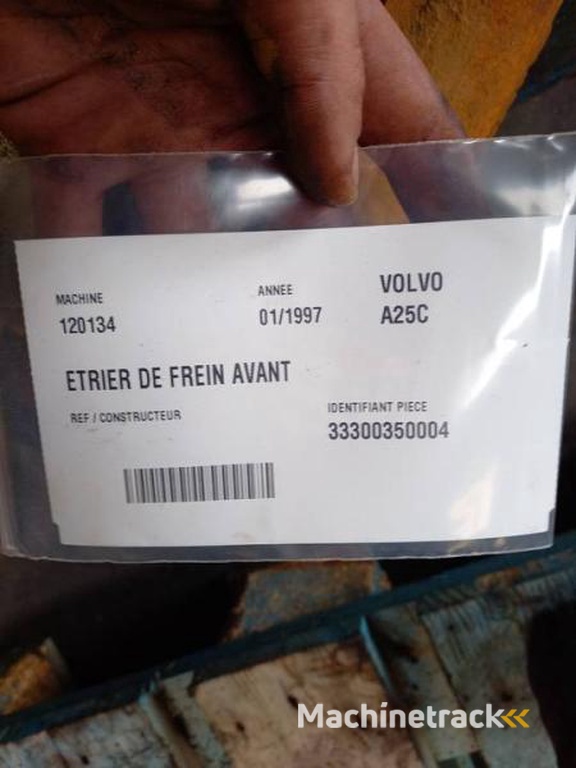 MACHINE
120134
ANNEE
01/1997
VOLVO
A25C
ETRIER DE FREIN AVANT
REF / CONSTRUCTEUR
IDENTIFIANT PIECE
33300350004
Machinetrack